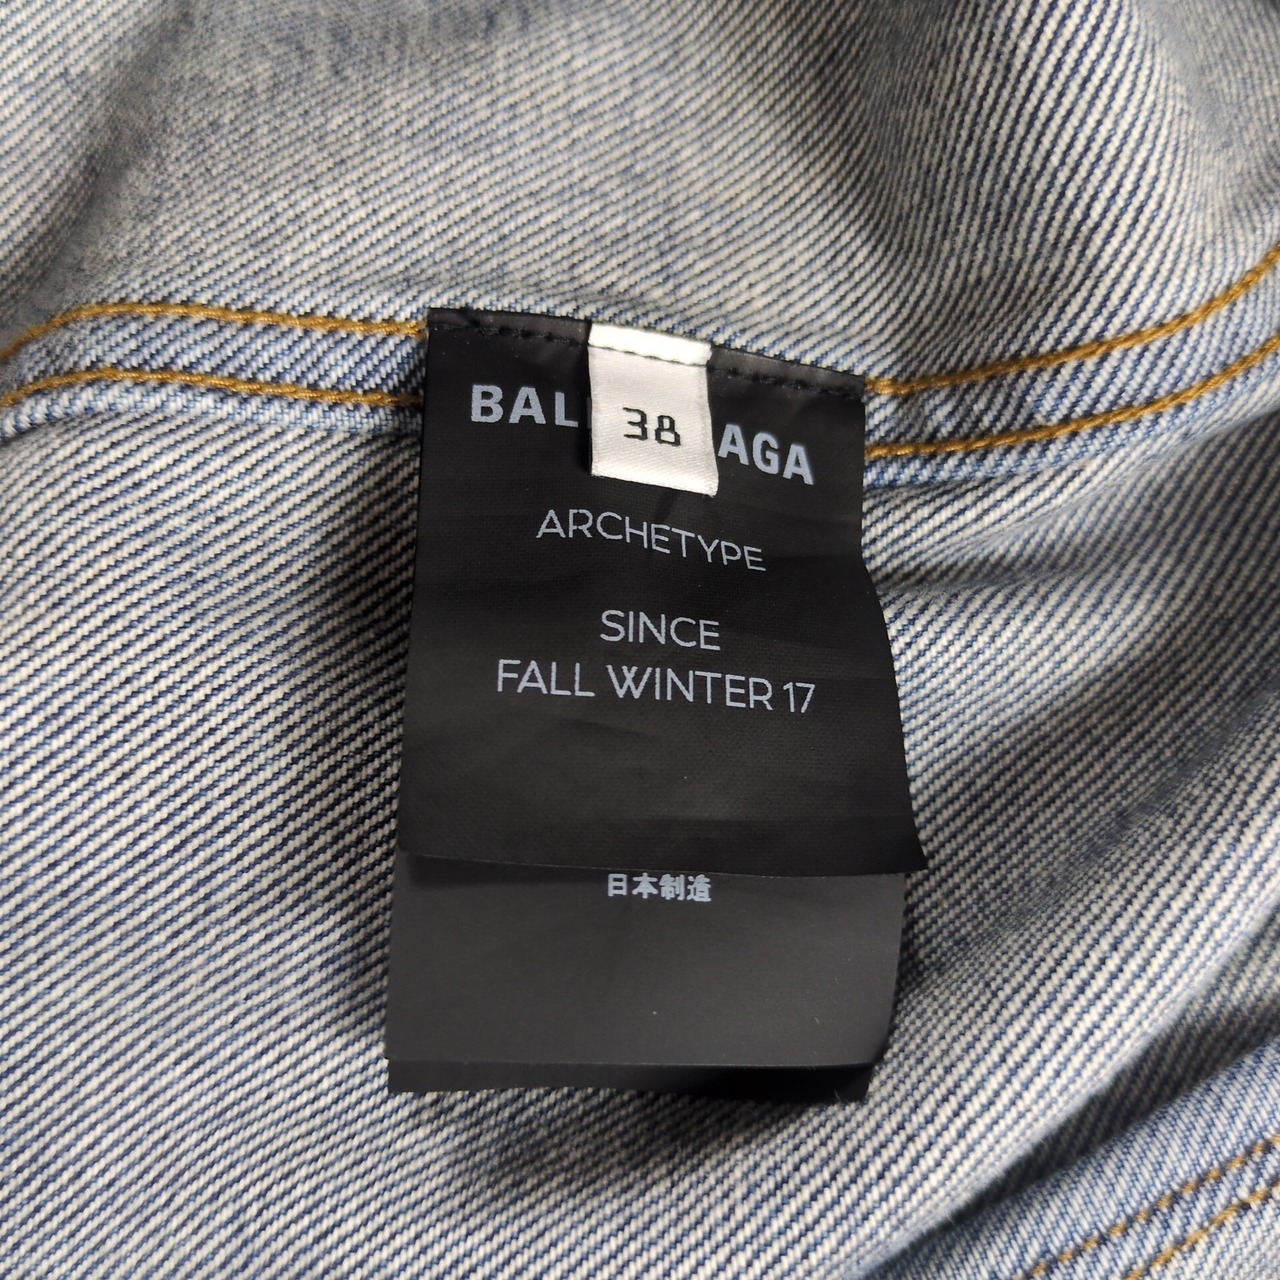 BAL 38 AGA
ARCHETYPE
SINCE
FALL WINTER 17
日本制造